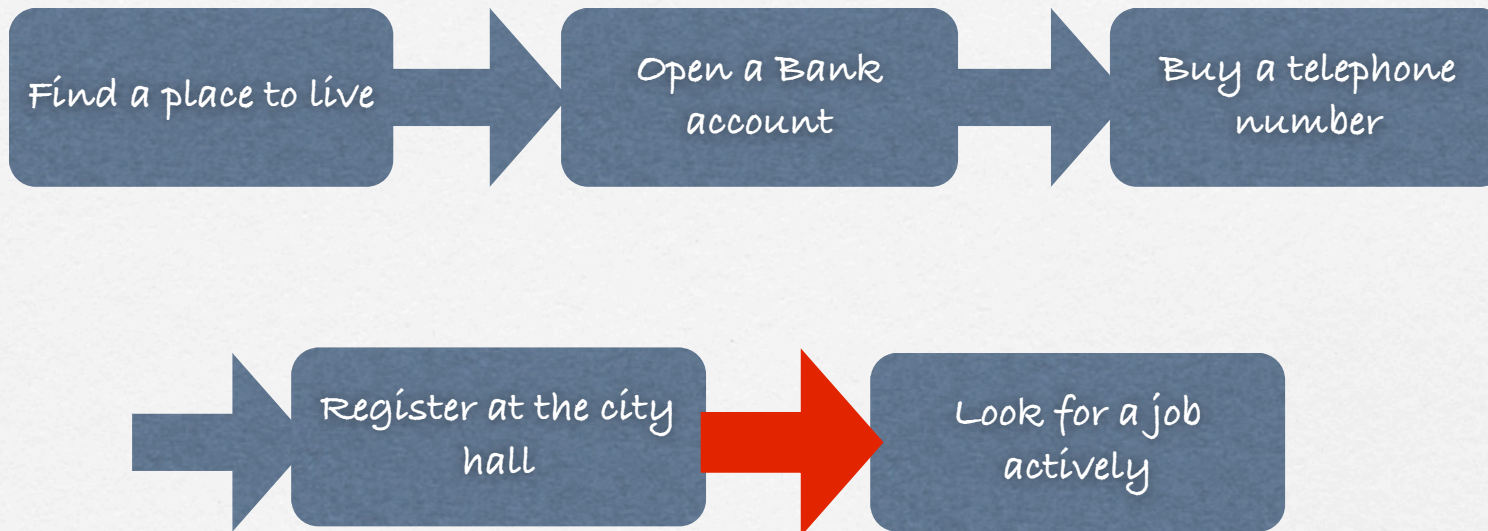 Find a place to live
Open a Bank
account
Buy a telephone
number
Register at the city
hall
Look for a job
actively